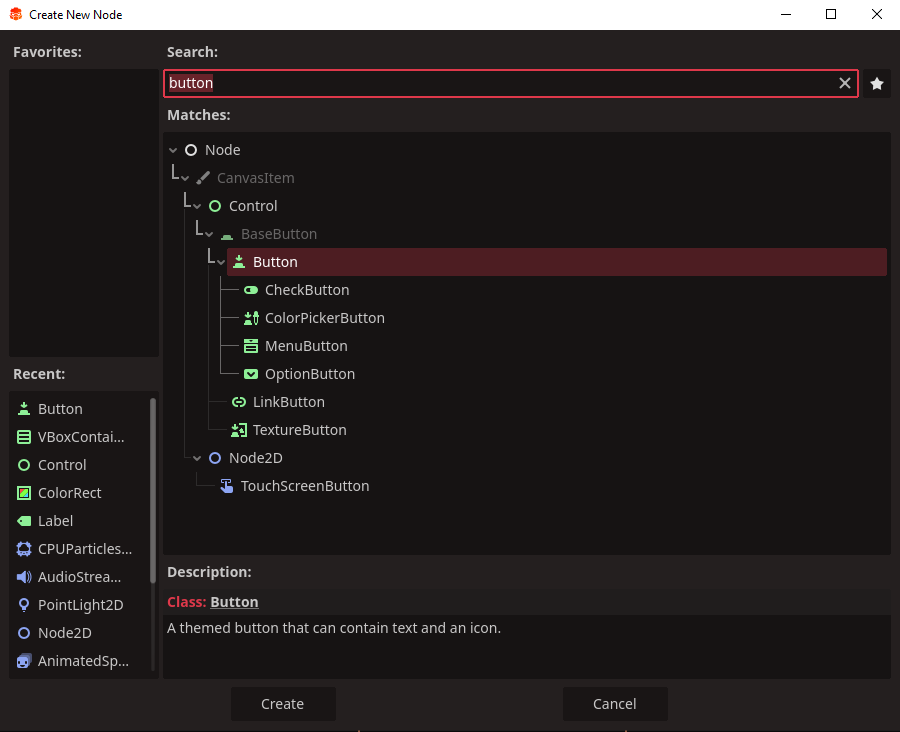 Create New Node
Favorites:
Search:
button
Matches:
Node
CanvasItem
Control
BaseButton
Button
CheckButton
ColorPickerButton
MenuButton
OptionButton
LinkButton
TextureButton
Node2D
TouchScreenButton
Recent:
Button
VBoxContai...
Control
ColorRect
Label
CPUParticles...
AudioStrea...
PointLight2D
Node2D
AnimatedSp...
Description:
Class: Button
A themed button that can contain text and an icon.
Create
Cancel